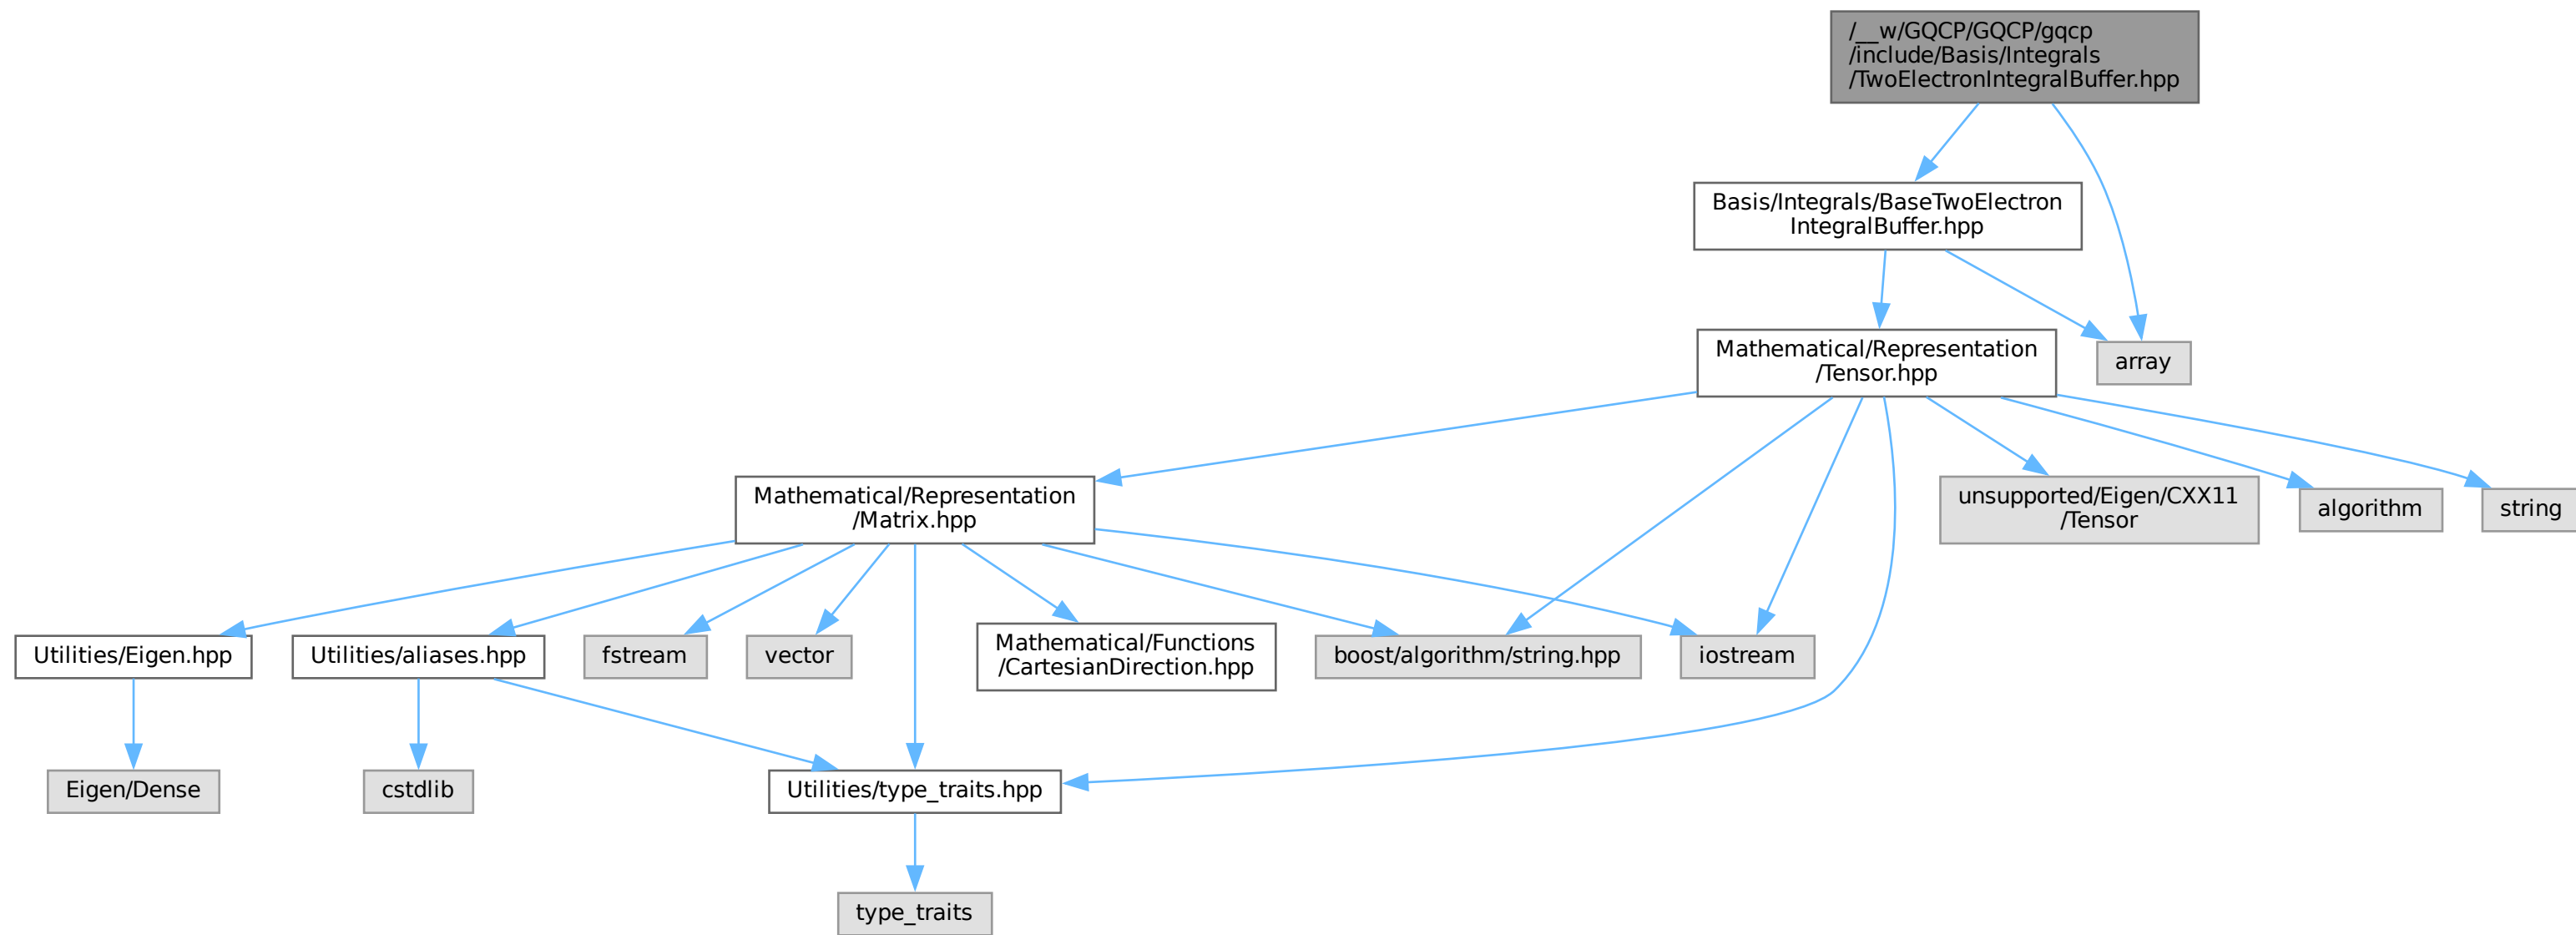 /__w/GQCP/GQCP/gqcp
/include/Basis/Integrals
/TwoElectronIntegralBuffer.hpp
Basis/Integrals/BaseTwoElectron
IntegralBuffer.hpp
Mathematical/Representation
/Tensor.hpp
array
Mathematical/Representation
/Matrix.hpp
unsupported/Eigen/CXX11
/Tensor
algorithm
string
Utilities/Eigen.hpp
Utilities/aliases.hpp
fstream
vector
Mathematical/Functions
/CartesianDirection.hpp
boost/algorithm/string.hpp
iostream
Eigen/Dense
cstdlib
Utilities/type_traits.hpp
type_traits